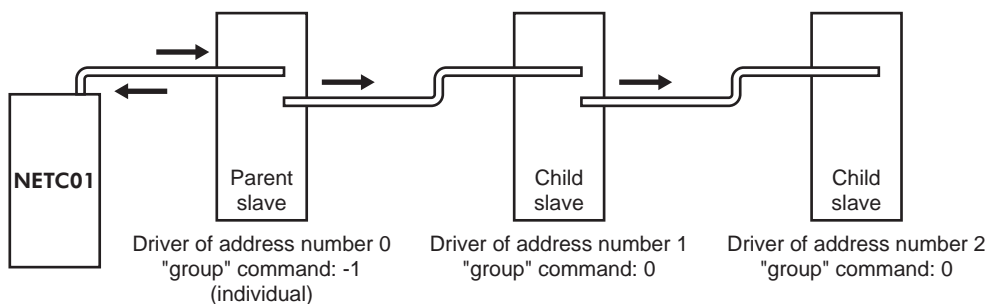 NETC01
Parent
slave
Child
slave
Child
slave
Driver of address number 0
"group" command: -1
(individual)
Driver of address number 1
"group" command: 0
Driver of address number 2
"group" command: 0